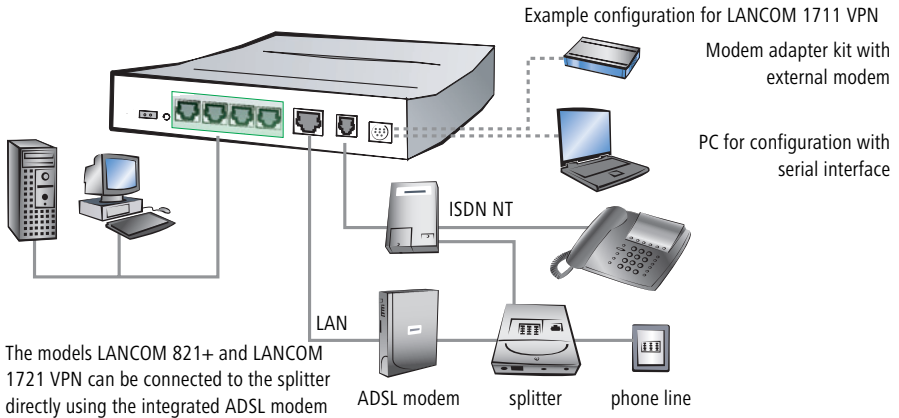 Example configuration for LANCOM 1711 VPN
Modem adapter kit with
external modem
PC for configuration with
serial interface
ISDN NT
LAN
The models LANCOM 821+ and LANCOM
1721 VPN can be connected to the splitter
directly using the integrated ADSL modem
ADSL modem
splitter
phone line